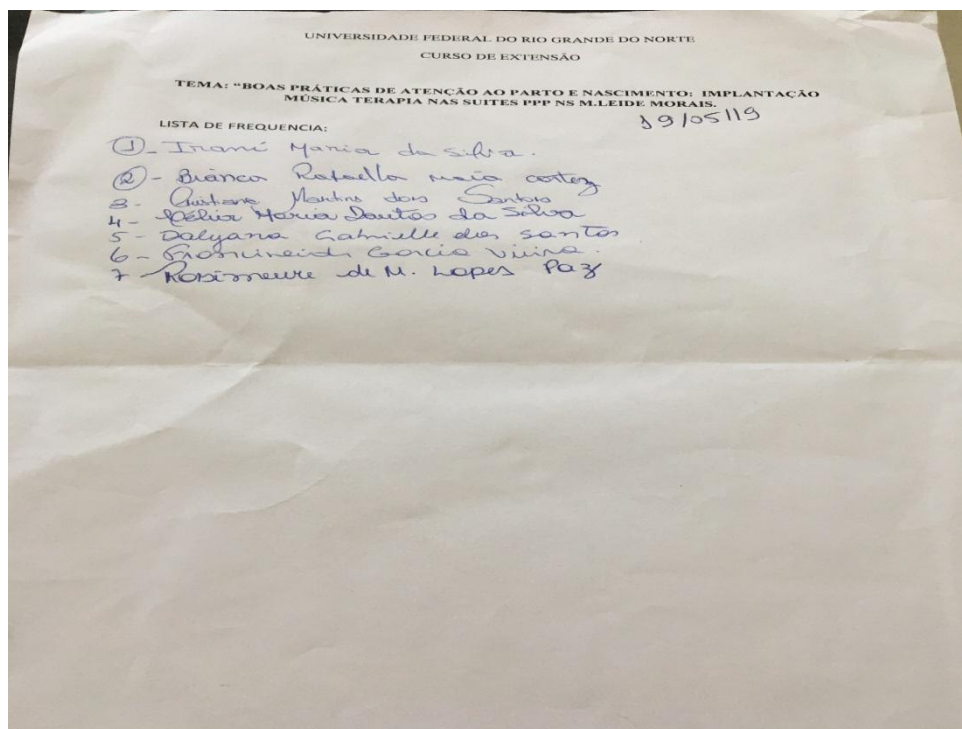 UNIVERSIDADE FEDERAL DO RIO GRANDE DO NORTE
CURSO DE EXTENSÃO
TEMA: “BOAS PRÁTICAS DE ATENÇÃO AO PARTO E NASCIMENTO: IMPLANTAÇÃO
MÚSICA TERAPIA NAS SUITES PPP NS M.LEIDE MORAIS.
19/05/19
LISTA DE FREQUENCIA:
1 - Iraní Maria da Silva.
2 - Bianca Rafaella maia cortez
3 - Cristiane Martins dos Santos
4 - Maria Dantas da Silva
5 - Dalyana Gabrielle dos santos
6 - Francineide Garcia Vieira.
7 - Rosimeure de M. Lopes Paz